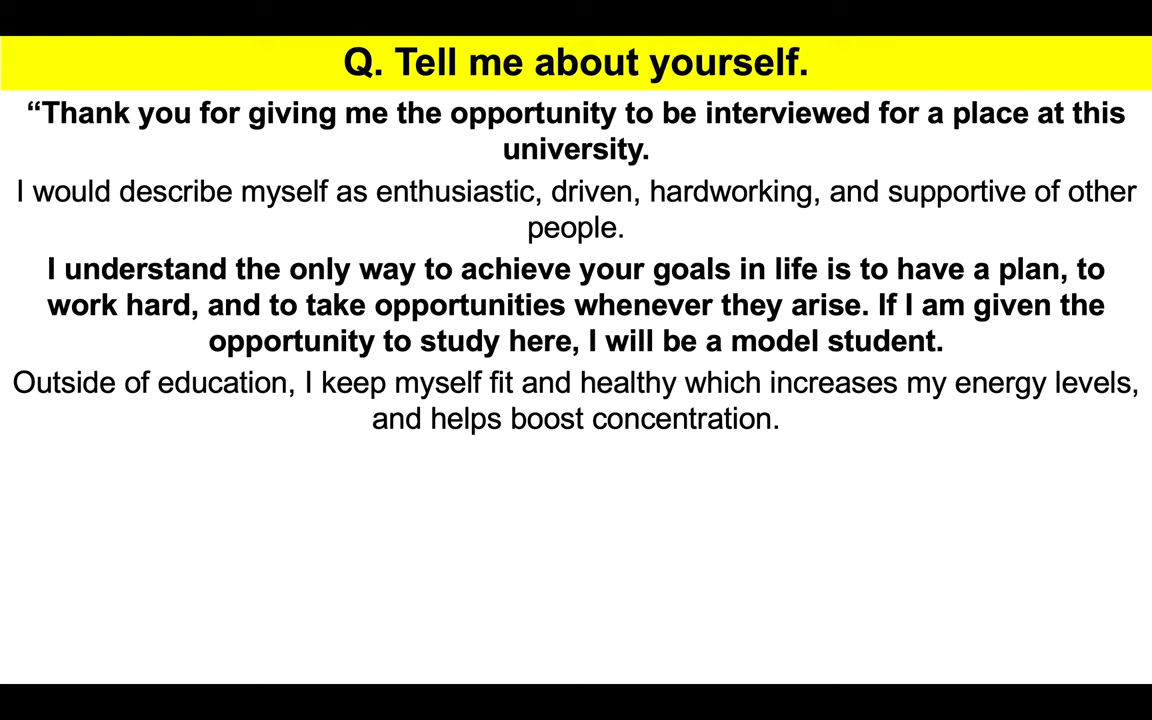 Q. Tell me about yourself.
“Thank you for giving me the opportunity to be interviewed for a place at this
university.
I would describe myself as enthusiastic, driven, hardworking, and supportive of other
people.
I understand the only way to achieve your goals in life is to have a plan, to
work hard, and to take opportunities whenever they arise. If I am given the
opportunity to study here, I will be a model student.
Outside of education, I keep myself fit and healthy which increases my energy levels,
and helps boost concentration.